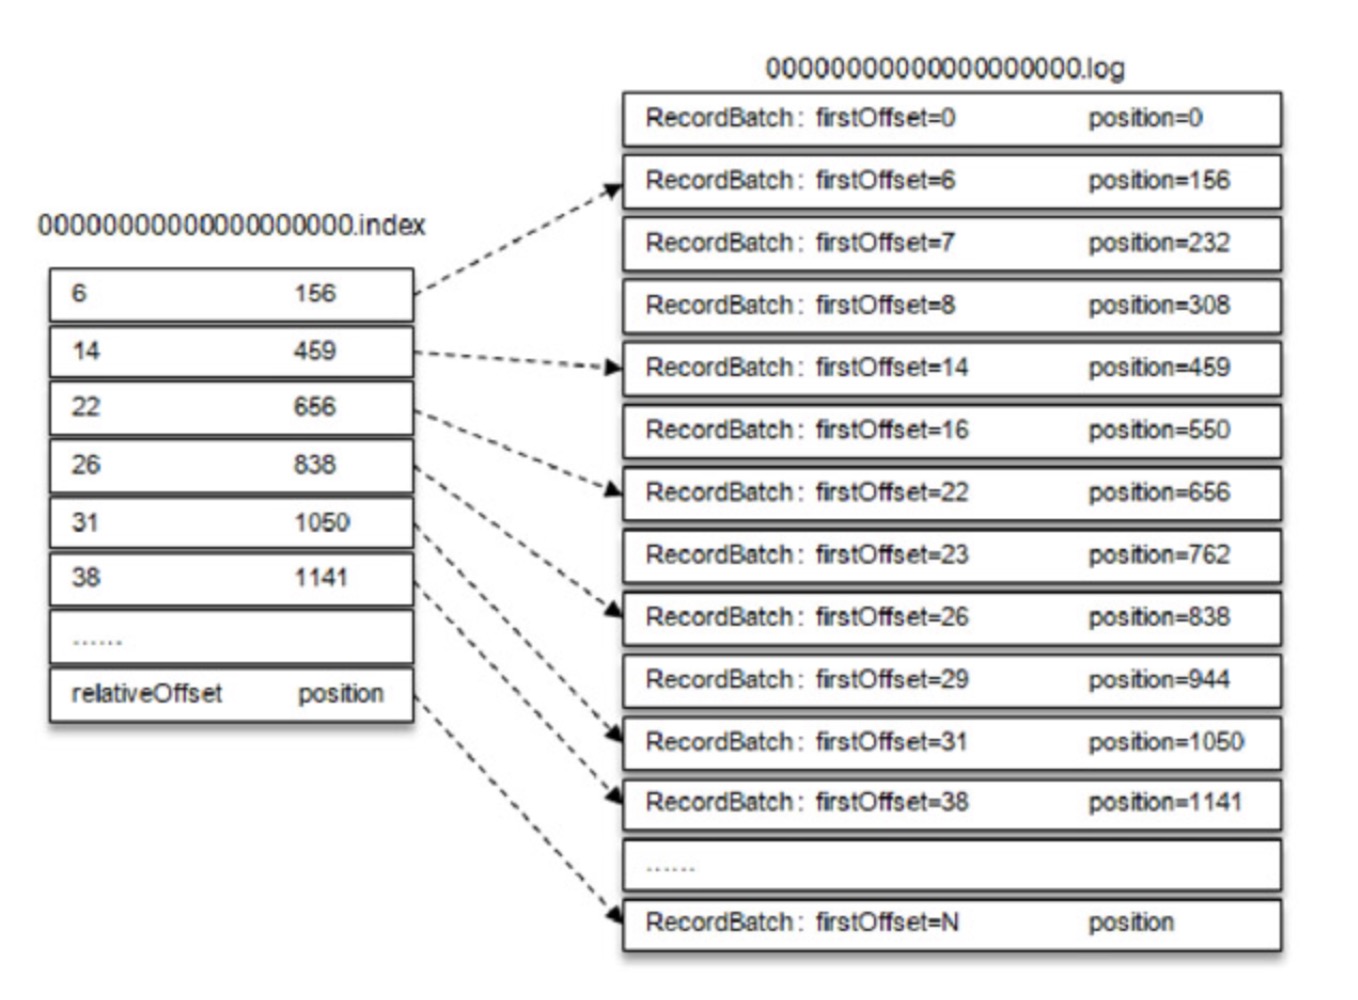 00000000000000000000.log
RecordBatch: firstOffset=0 position=0
RecordBatch: firstOffset=6 position=156
RecordBatch: firstOffset=7 position=232
RecordBatch: firstOffset=8 position=308
RecordBatch: firstOffset=14 position=459
RecordBatch: firstOffset=16 position=550
RecordBatch: firstOffset=22 position=656
RecordBatch: firstOffset=23 position=762
RecordBatch: firstOffset=26 position=838
RecordBatch: firstOffset=29 position=944
RecordBatch: firstOffset=31 position=1050
RecordBatch: firstOffset=38 position=1141
......
RecordBatch: firstOffset=N position
00000000000000000000.index
6 156
14 459
22 656
26 838
31 1050
38 1141
......
relativeOffset position